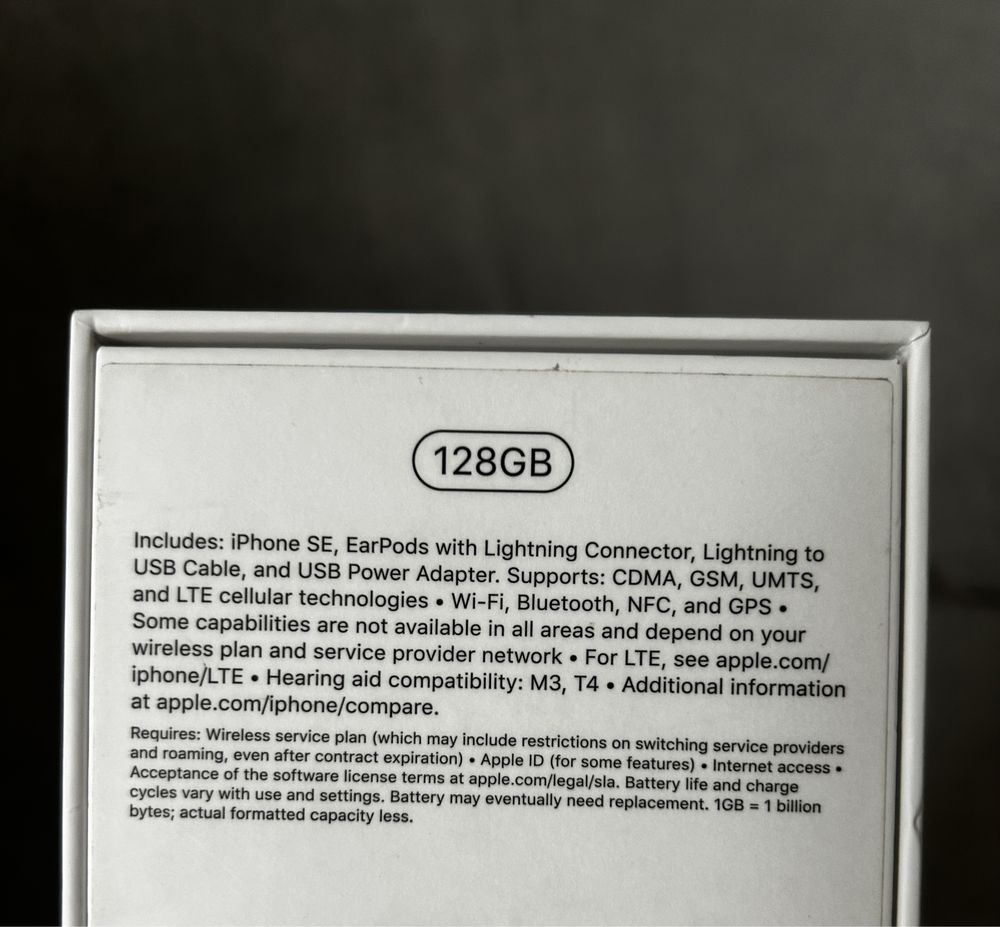 128GB
Includes: iPhone SE, EarPods with Lightning Connector, Lightning to
USB Cable, and USB Power Adapter. Supports: CDMA, GSM, UMTS,
and LTE cellular technologies • Wi-Fi, Bluetooth, NFC, and GPS •
Some capabilities are not available in all areas and depend on your
wireless plan and service provider network • For LTE, see apple.com/
iphone/LTE • Hearing aid compatibility: M3, T4 • Additional information
at apple.com/iphone/compare.
Requires: Wireless service plan (which may include restrictions on switching service providers
and roaming, even after contract expiration) • Apple ID (for some features) • Internet access •
Acceptance of the software license terms at apple.com/legal/sla. Battery life and charge
cycles vary with use and settings. Battery may eventually need replacement. 1GB = 1 billion
bytes; actual formatted capacity less.